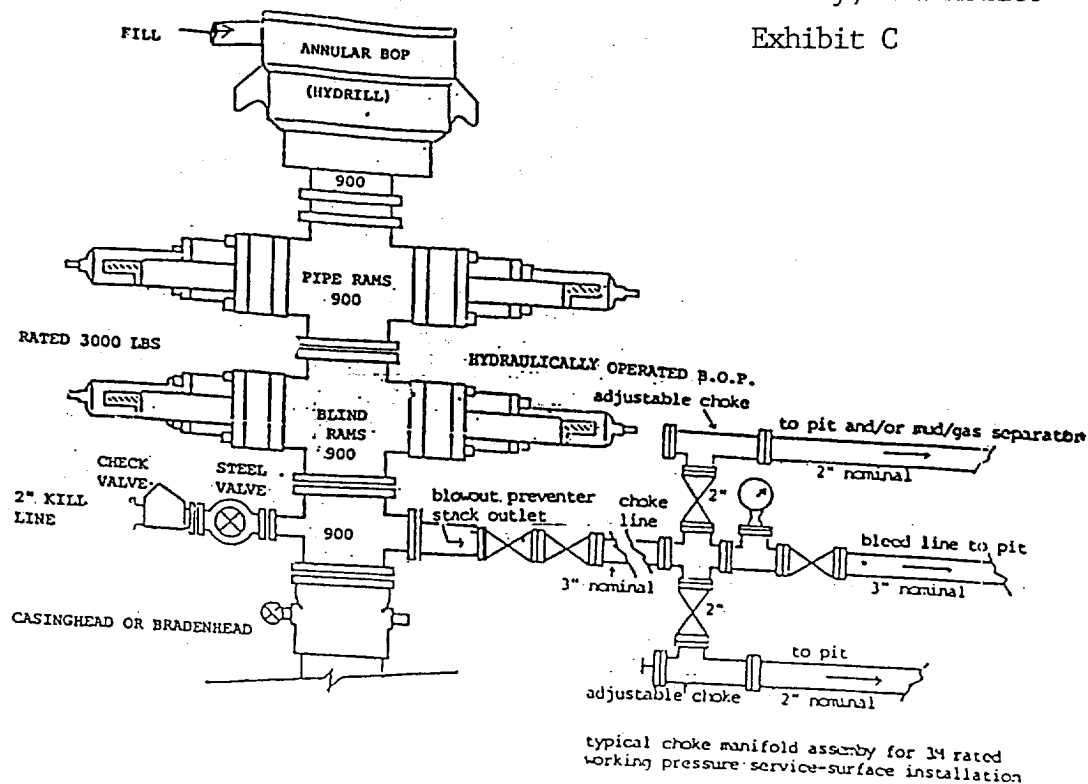 Exhibit C
FILL
ANNULAR BOP
(HYDRILL)
900
PIPE RAMS
900
RATED 3000 LBS
HYDRAULICALLY OPERATED B.O.P.
adjustable choke
to pit and/or mud/gas separator
2" nominal
BLIND
RAMS
900
CHECK
VALVE
STEEL
VALVE
2" KILL
LINE
blowout preventer
stack outlet
choke
line
2"
900
bleed line to pit
3" nominal
3" nominal
2"
CASINGHEAD OR BRADENHEAD
to pit
adjustable choke
2" nominal
typical choke manifold assembly for 3M rated
working pressure service-surface installation